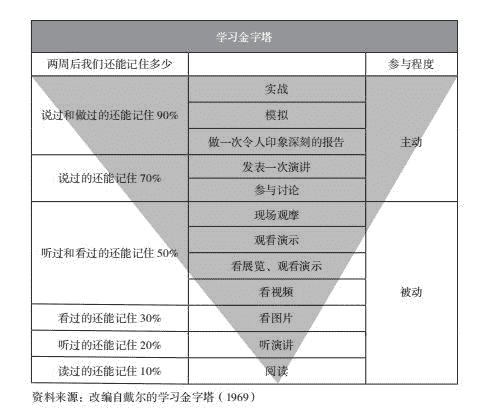 学习金字塔
两周后我们还能记住多少 参与程度
说过和做过的还能记住90% 实战 主动
模拟
做一次令人印象深刻的报告
说过的还能记住70% 发表一次演讲
参与讨论
听过和看过的还能记住50% 现场观摩 被动
观看演示
看展览、观看演示
看视频
看过的还能记住30% 看图片
听过的还能记住20% 听演讲
读过的还能记住10% 阅读
资料来源：改编自戴尔的学习金字塔（1969）